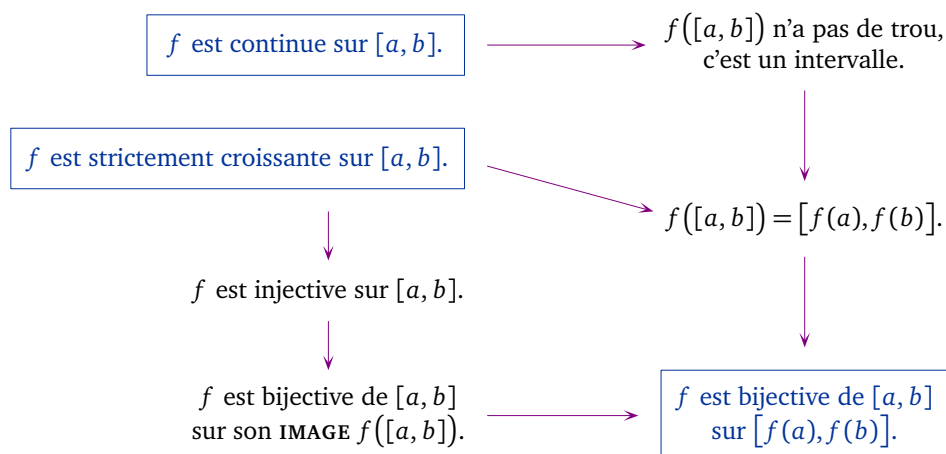 f est continue sur [a, b].
f([a, b]) n'a pas de trou,
c'est un intervalle.
f est strictement croissante sur [a, b].
f([a, b]) = [f(a), f(b)].
f est injective sur [a, b].
f est bijective de [a, b]
sur son IMAGE f([a, b]).
f est bijective de [a, b]
sur [f(a), f(b)].